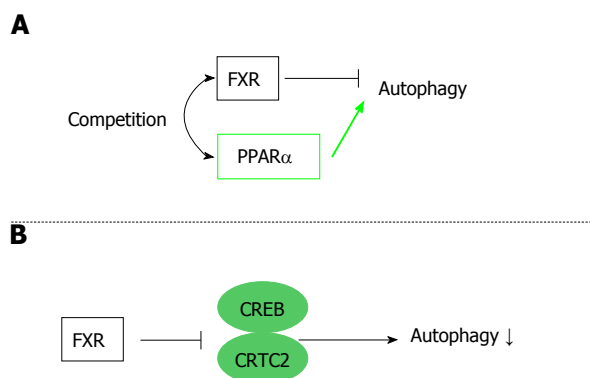 A
FXR
Autophagy
Competition
PPARα
B
CREB
FXR
Autophagy ↓
CRTC2